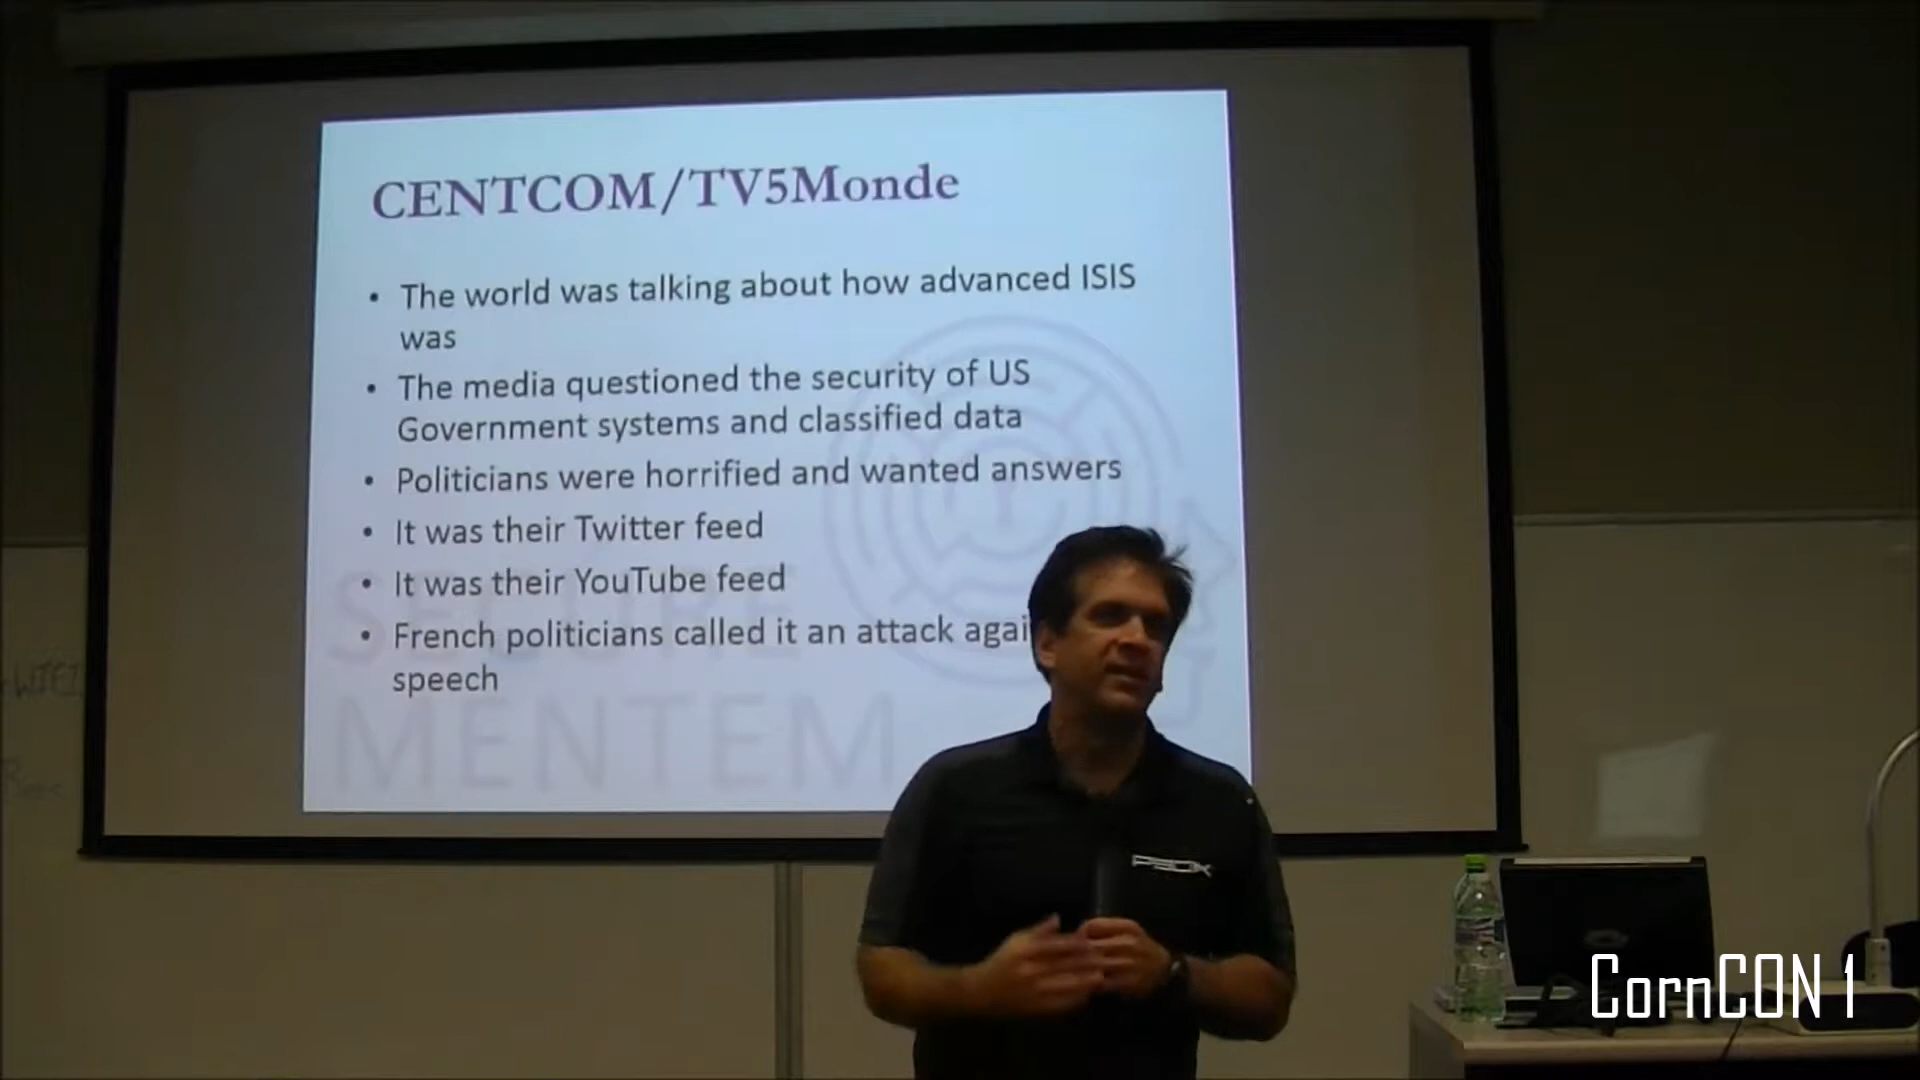 CENTCOM/TV5Monde
• The world was talking about how advanced ISIS
was
• The media questioned the security of US
Government systems and classified data
• Politicians were horrified and wanted answers
• It was their Twitter feed
• It was their YouTube feed
• French politicians called it an attack agai
speech
SECURE
MENTEM
CornCON 1